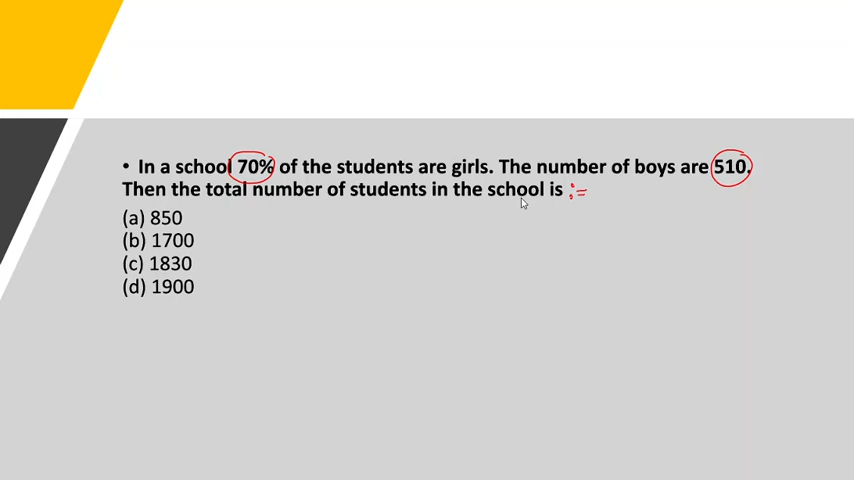 • In a school 70% of the students are girls. The number of boys are 510.
Then the total number of students in the school is :=
(a) 850
(b) 1700
(c) 1830
(d) 1900